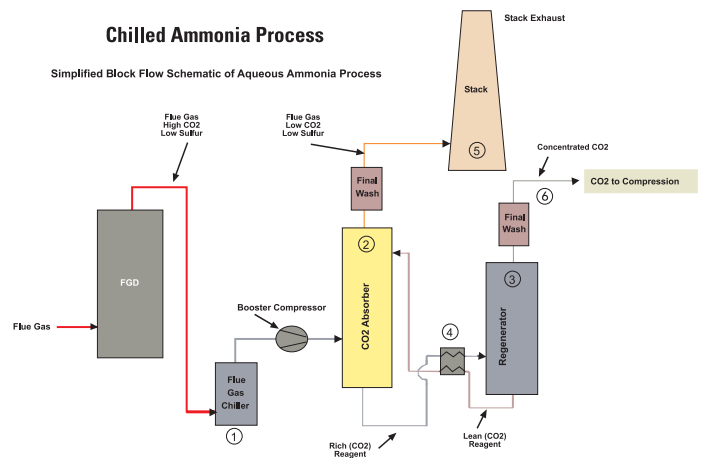 Chilled Ammonia Process
Simplified Block Flow Schematic of Aqueous Ammonia Process
Stack Exhaust
Stack
5
Flue Gas
High CO2
Low Sulfur
Flue Gas
Low CO2
Low Sulfur
Concentrated CO2
CO2 to Compression
6
Final
Wash
Final
Wash
FGD
2
CO2 Absorber
3
Regenerator
Booster Compressor
Flue Gas
4
Flue
Gas
Chiller
1
Rich (CO2)
Reagent
Lean (CO2)
Reagent